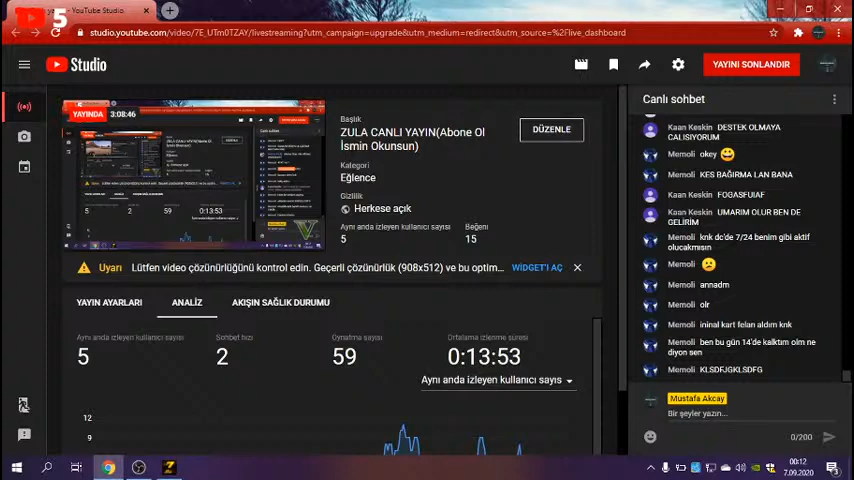 5
YouTube Studio
studio.youtube.com/video/7E_UTm0TZAY/livestreaming?utm_campaign=upgrade&utm_medium=redirect&utm_source=%2Flive_dashboard
Studio
YAYINI SONLANDIR
YAYINDA 3:08:46
Başlık
ZULA CANLI YAYIN(Abone Ol
İsmin Okunsun)
DÜZENLE
Kategori
Eğlence
Gizlilik
Herkese açık
Aynı anda izleyen kullanıcı sayısı
5
Beğeni
15
Uyarı Lütfen video çözünürlüğünü kontrol edin. Geçerli çözünürlük (908x512) ve bu optim...
WİDGET'I AÇ
YAYIN AYARLARI
ANALİZ
AKIŞIN SAĞLIK DURUMU
Aynı anda izleyen kullanıcı sayısı
5
Sohbet hızı
2
Oynatma sayısı
59
Ortalama izlenme süresi
0:13:53
Aynı anda izleyen kullanıcı sayıs
12
9
Canlı sohbet
Kaan Keskin DESTEK OLMAYA
CALISIYORUM
Memoli okey
Memoli KES BAĞIRMA LAN BANA
Kaan Keskin FOGASFUIAF
Kaan Keskin UMARIM OLUR BEN DE
GELİRİM
Memoli knk dc'de 7/24 benim gibi aktif
olucakmısın
Memoli
Memoli annadm
Memoli olr
Memoli ininal kart felan aldım knk
Memoli ben bu gün 14'de kalktım olm ne
diyon sen
Memoli KLSDFJGKLSDFG
Mustafa Akcay
Bir şeyler yazın...
0/200
00:12
7.09.2020
3